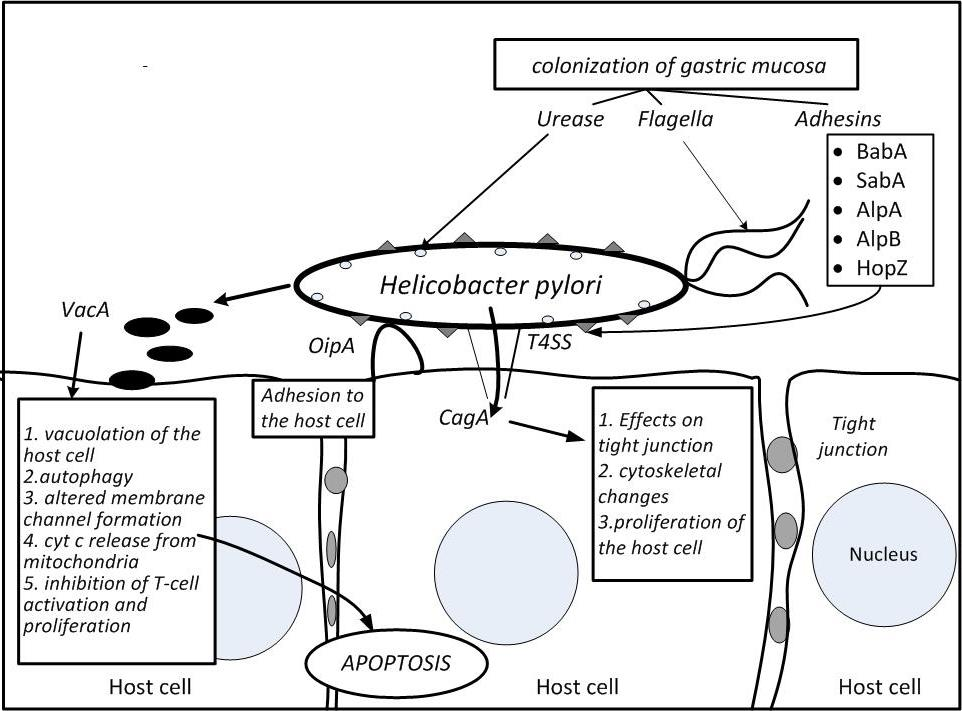 colonization of gastric mucosa
Urease
Flagella
Adhesins
• BabA
• SabA
• AlpA
• AlpB
• HopZ
Helicobacter pylori
VacA
OipA
T4SS
Adhesion to
the host cell
CagA
1. Effects on
tight junction
2. cytoskeletal
changes
3.proliferation of
the host cell
Tight
junction
1. vacuolation of the
host cell
2.autophagy
3. altered membrane
channel formation
4. cyt c release from
mitochondria
5. inhibition of T-cell
activation and
proliferation
Nucleus
APOPTOSIS
Host cell
Host cell
Host cell